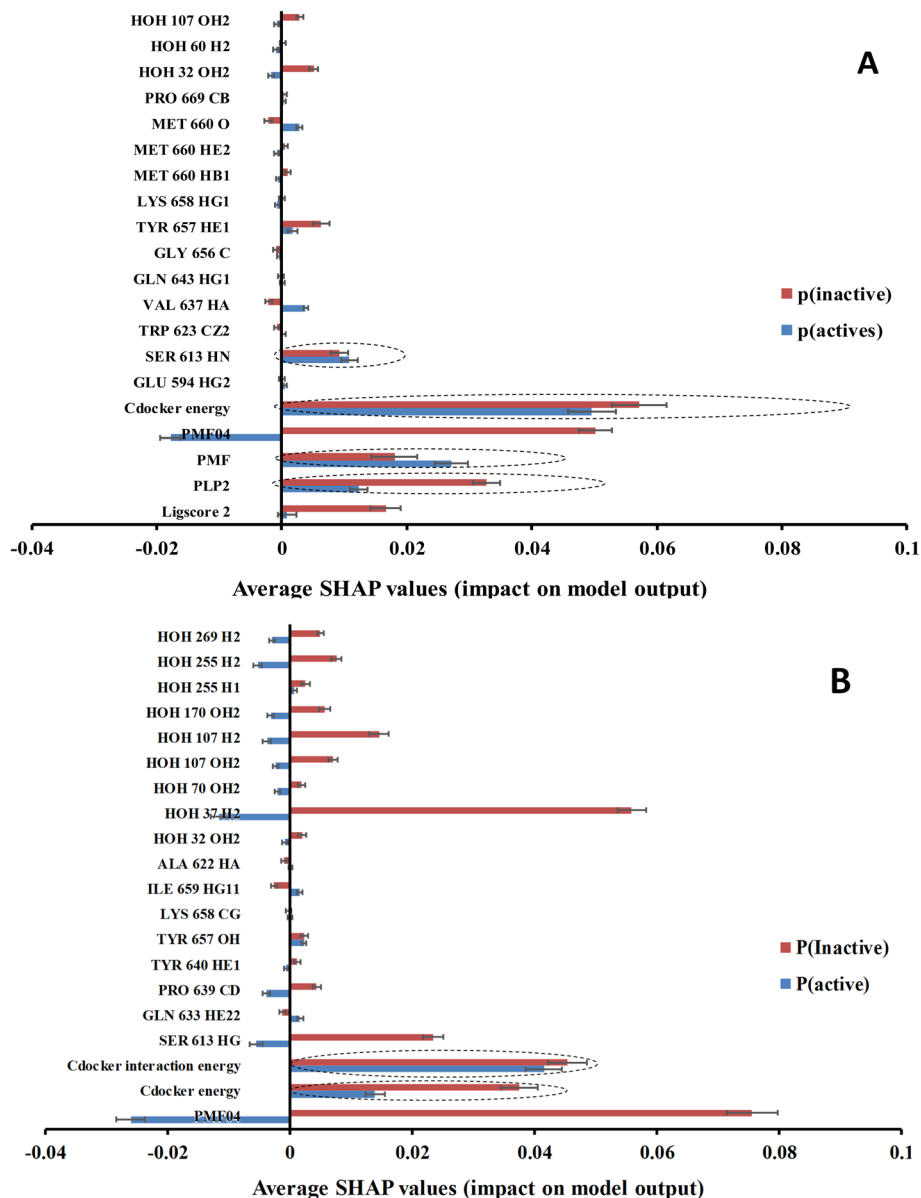 A
HOH 107 OH2
HOH 60 H2
HOH 32 OH2
PRO 669 CB
MET 660 O
MET 660 HE2
MET 660 HB1
LYS 658 HG1
TYR 657 HE1
GLY 656 C
GLN 643 HG1
VAL 637 HA
TRP 623 CZ2
SER 613 HN
GLU 594 HG2
Cdocker energy
PMF04
PMF
PLP2
Ligscore 2
p(inactive)
p(actives)
-0.04 -0.02 0 0.02 0.04 0.06 0.08 0.1
Average SHAP values (impact on model output)
B
HOH 269 H2
HOH 255 H2
HOH 255 H1
HOH 170 OH2
HOH 107 H2
HOH 107 OH2
HOH 70 OH2
HOH 37 H2
HOH 32 OH2
ALA 622 HA
ILE 659 HG11
LYS 658 CG
TYR 657 OH
TYR 640 HE1
PRO 639 CD
GLN 633 HE22
SER 613 HG
Cdocker interaction energy
Cdocker energy
PMF04
P(Inactive)
P(active)
-0.04 -0.02 0 0.02 0.04 0.06 0.08 0.1
Average SHAP values (impact on model output)